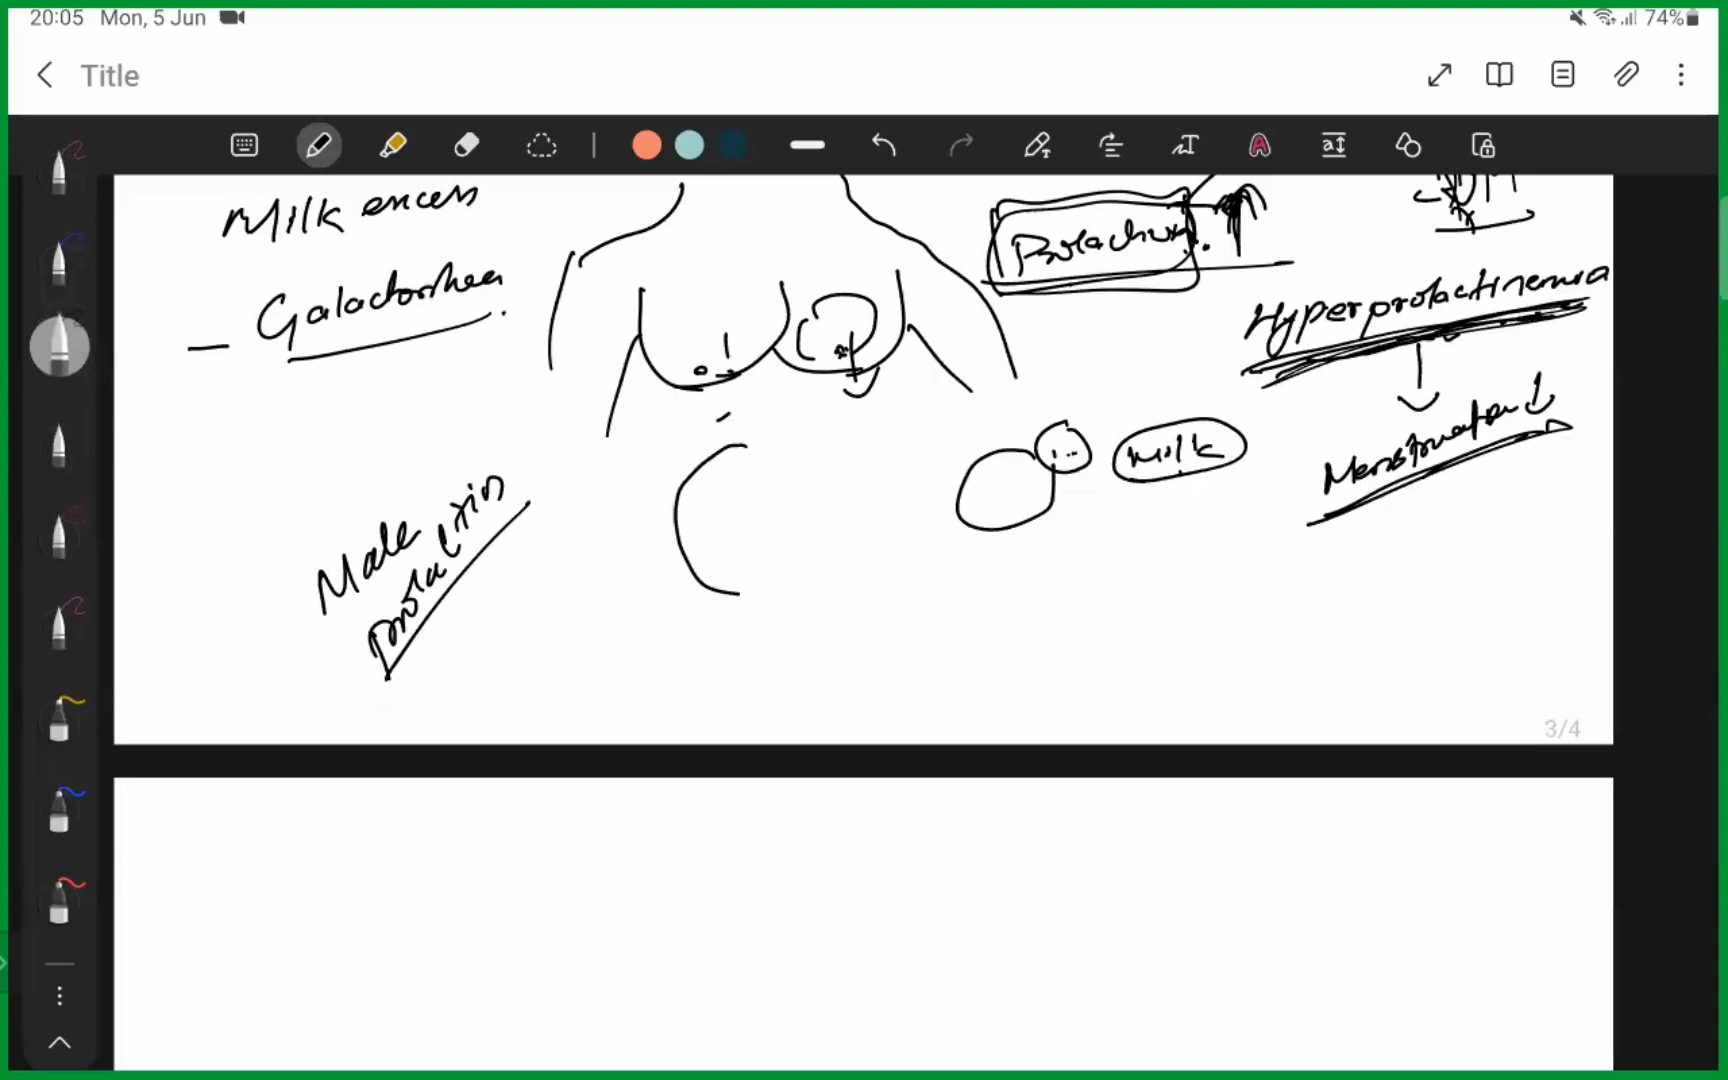 20:05 Mon, 5 Jun
74%
Title
Milk excess
Prolactin.
Galactorrhea
Hyperprolactinemia
Milk
Menstruation
Male
prolactin
3/4